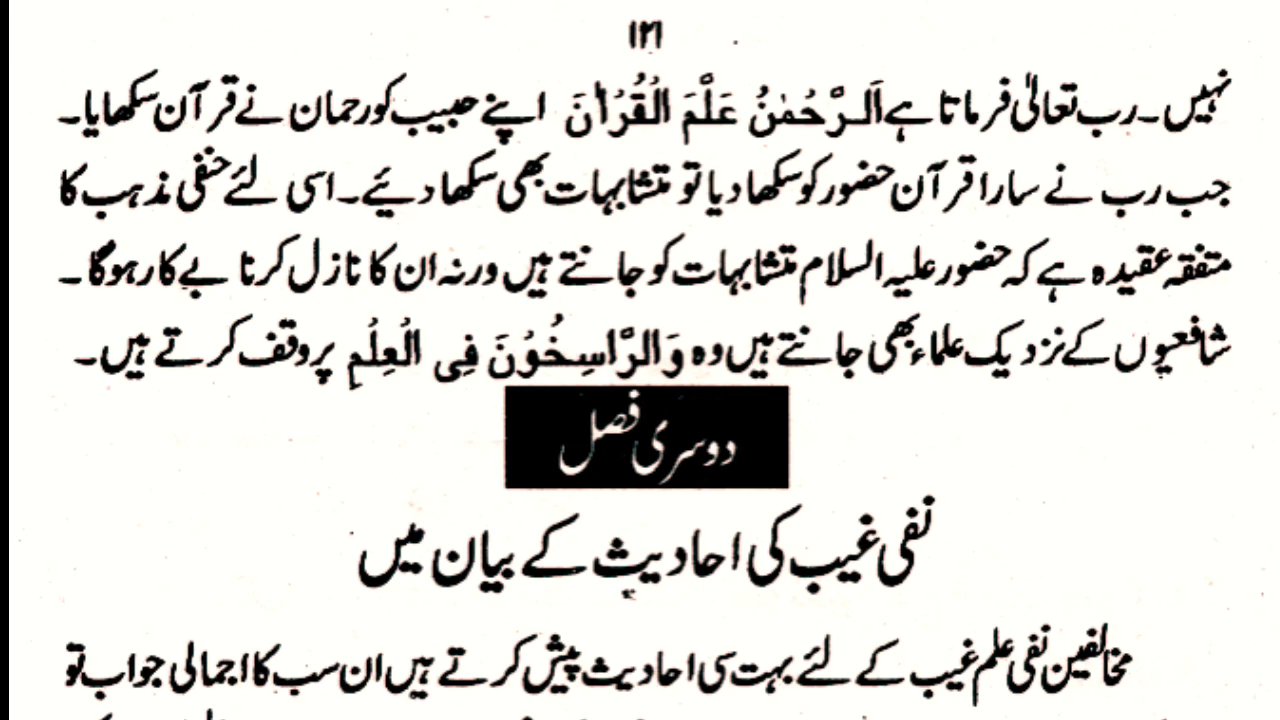 ۱۲۱
نہیں۔ رب تعالیٰ فرماتا ہے اَلرَّحْمٰنُ عَلَّمَ الْقُرْاٰنَ اپنے حبیب کو رحمان نے قرآن سکھایا۔
جب رب نے سارا قرآن حضور کو سکھا دیا تو متشابہات بھی سکھا دیئے۔ اسی لئے حنفی مذہب کا
متفقہ عقیدہ ہے کہ حضور علیہ السلام متشابہات کو جانتے ہیں ورنہ ان کا نازل کرنا بے کار ہوگا۔
شافعیوں کے نزدیک علماء بھی جانتے ہیں وہ وَالرَّاسِخُوْنَ فِی الْعِلْمِ پر وقف کرتے ہیں۔
دوسری فصل
نفی غیب کی احادیث کے بیان میں
مخالفین نفی علم غیب کے لئے بہت سی احادیث پیش کرتے ہیں ان سب کا اجمالی جواب تو